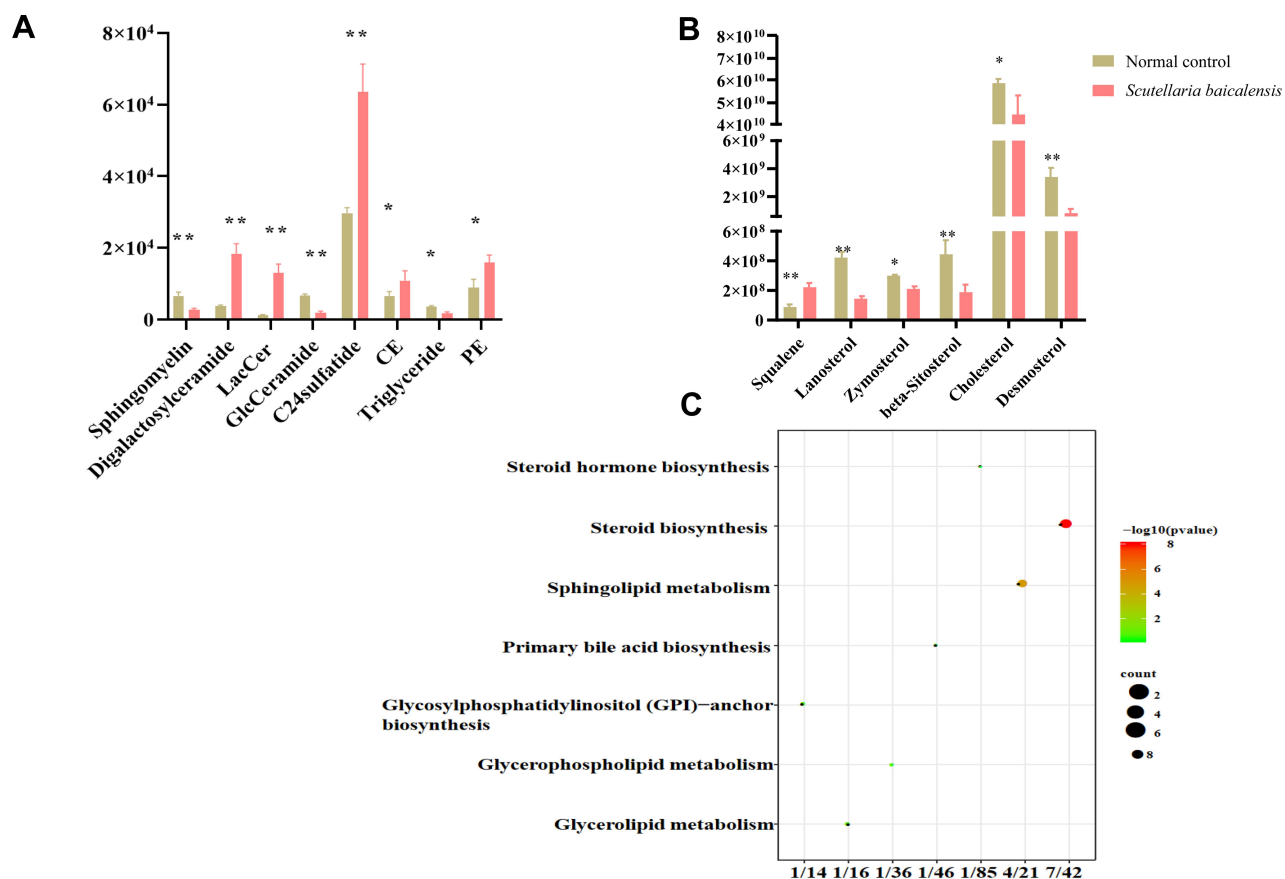 A
8×10⁴
6×10⁴
4×10⁴
2×10⁴
0
**
**
**
**
**
*
*
*
Sphingomyelin
Digalactosylceramide
LacCer
GlcCeramide
C24sulfatide
CE
Triglyceride
PE
B
8×10¹⁰
7×10¹⁰
6×10¹⁰
5×10¹⁰
4×10¹⁰
6×10⁹
4×10⁹
2×10⁹
6×10⁸
4×10⁸
2×10⁸
0
**
**
*
**
*
**
Squalene
Lanosterol
Zymosterol
beta-Sitosterol
Cholesterol
Desmosterol
Normal control
Scutellaria baicalensis
C
Steroid hormone biosynthesis
Steroid biosynthesis
Sphingolipid metabolism
Primary bile acid biosynthesis
Glycosylphosphatidylinositol (GPI)−anchor
biosynthesis
Glycerophospholipid metabolism
Glycerolipid metabolism
1/14 1/16 1/36 1/46 1/85 4/21 7/42
−log10(pvalue)
8
6
4
2
count
2
4
6
8